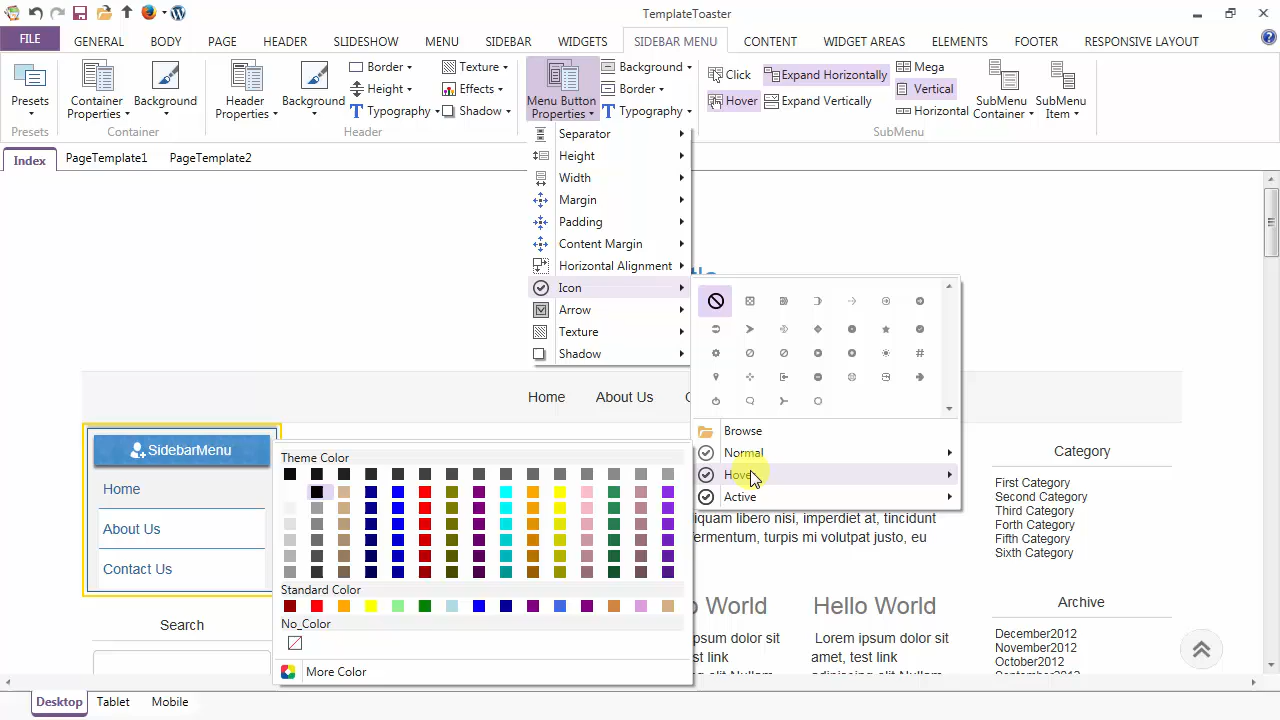 TemplateToaster
FILE GENERAL BODY PAGE HEADER SLIDESHOW MENU SIDEBAR WIDGETS SIDEBAR MENU CONTENT WIDGET AREAS ELEMENTS FOOTER RESPONSIVE LAYOUT
Presets
Presets
Container Properties
Background
Container
Header Properties
Background
Border
Height
Typography
Texture
Effects
Shadow
Header
Menu Button Properties
Background
Border
Typography
Click
Hover
Expand Horizontally
Expand Vertically
Mega
Vertical
Horizontal
SubMenu Container
SubMenu Item
SubMenu
Index PageTemplate1 PageTemplate2
Separator
Height
Width
Margin
Padding
Content Margin
Horizontal Alignment
Icon
Arrow
Texture
Shadow
Browse
Normal
Hover
Active
Home About Us
SidebarMenu
Home
About Us
Contact Us
Search
Theme Color
Standard Color
No_Color
More Color
quam libero nisi, imperdiet at, tincidunt
fermentum, turpis mi volutpat justo, eu
World
Hello World
psum dolor sit
st link
Lorem ipsum dolor sit
amet, test link
Category
First Category
Second Category
Third Category
Forth Category
Fifth Category
Sixth Category
Archive
December2012
November2012
October2012
Desktop Tablet Mobile